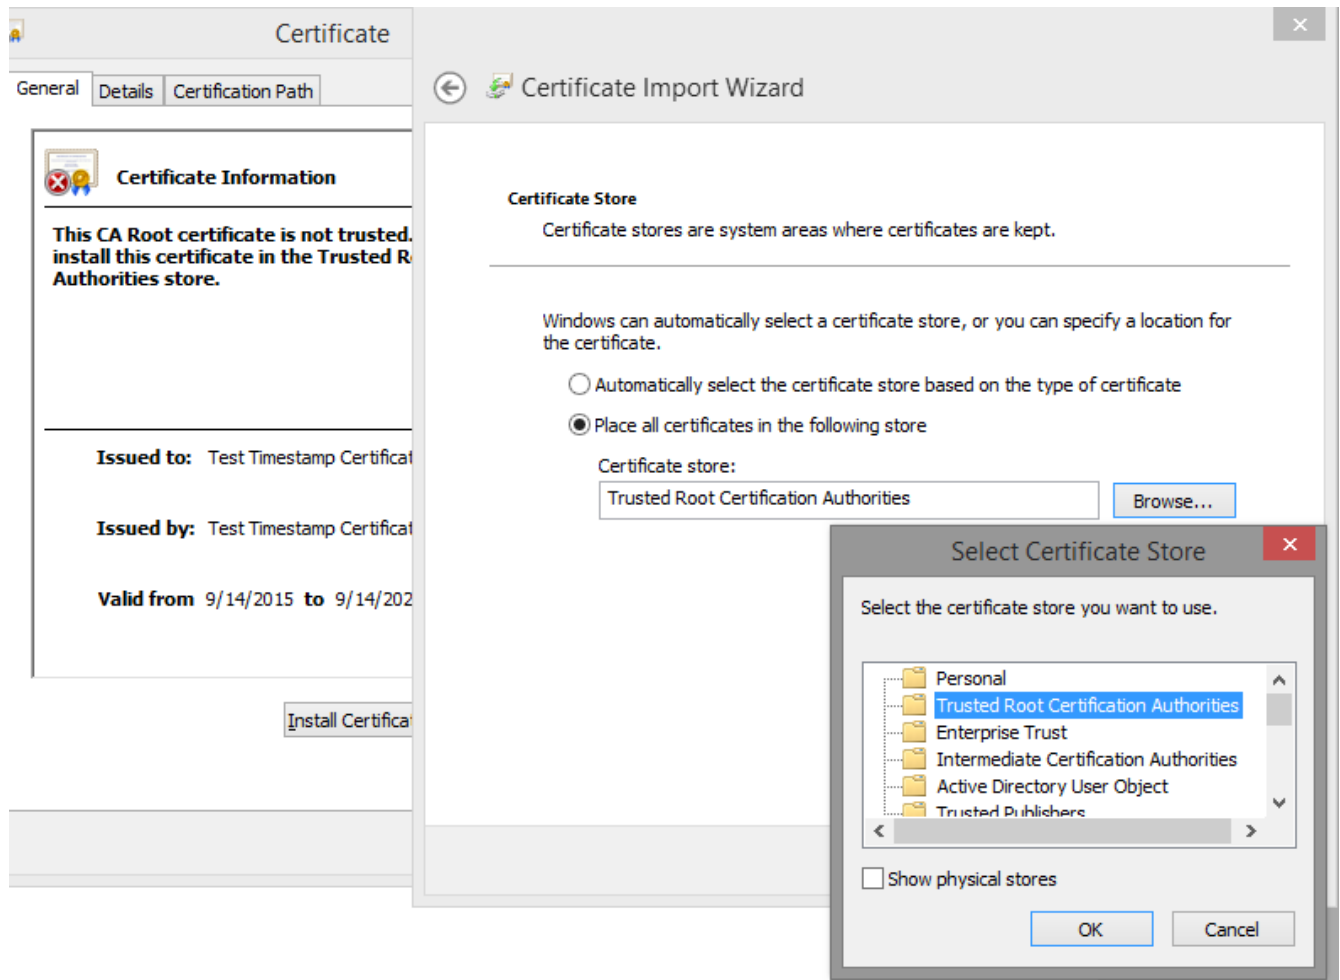 Certificate
General
Details
Certification Path
Certificate Information
This CA Root certificate is not trusted.
install this certificate in the Trusted
Authorities store.
Issued to: Test Timestamp
Issued by: Test Timestamp
Valid from 9/14/2015 to
Install
Certificate Import Wizard
Certificate Store
Certificate stores are system areas where certificates are kept.
Windows can automatically select a certificate store, or you can specify a location for
the certificate.
Automatically select the certificate store based on the type of certificate
Place all certificates in the following store
Certificate store:
Trusted Root Certification Authorities
Browse...
Select Certificate Store
Select the certificate store you want to use.
Personal
Trusted Root Certification Authorities
Enterprise Trust
Intermediate Certification Authorities
Active Directory User Object
Trusted Publishers
Show physical stores
OK
Cancel